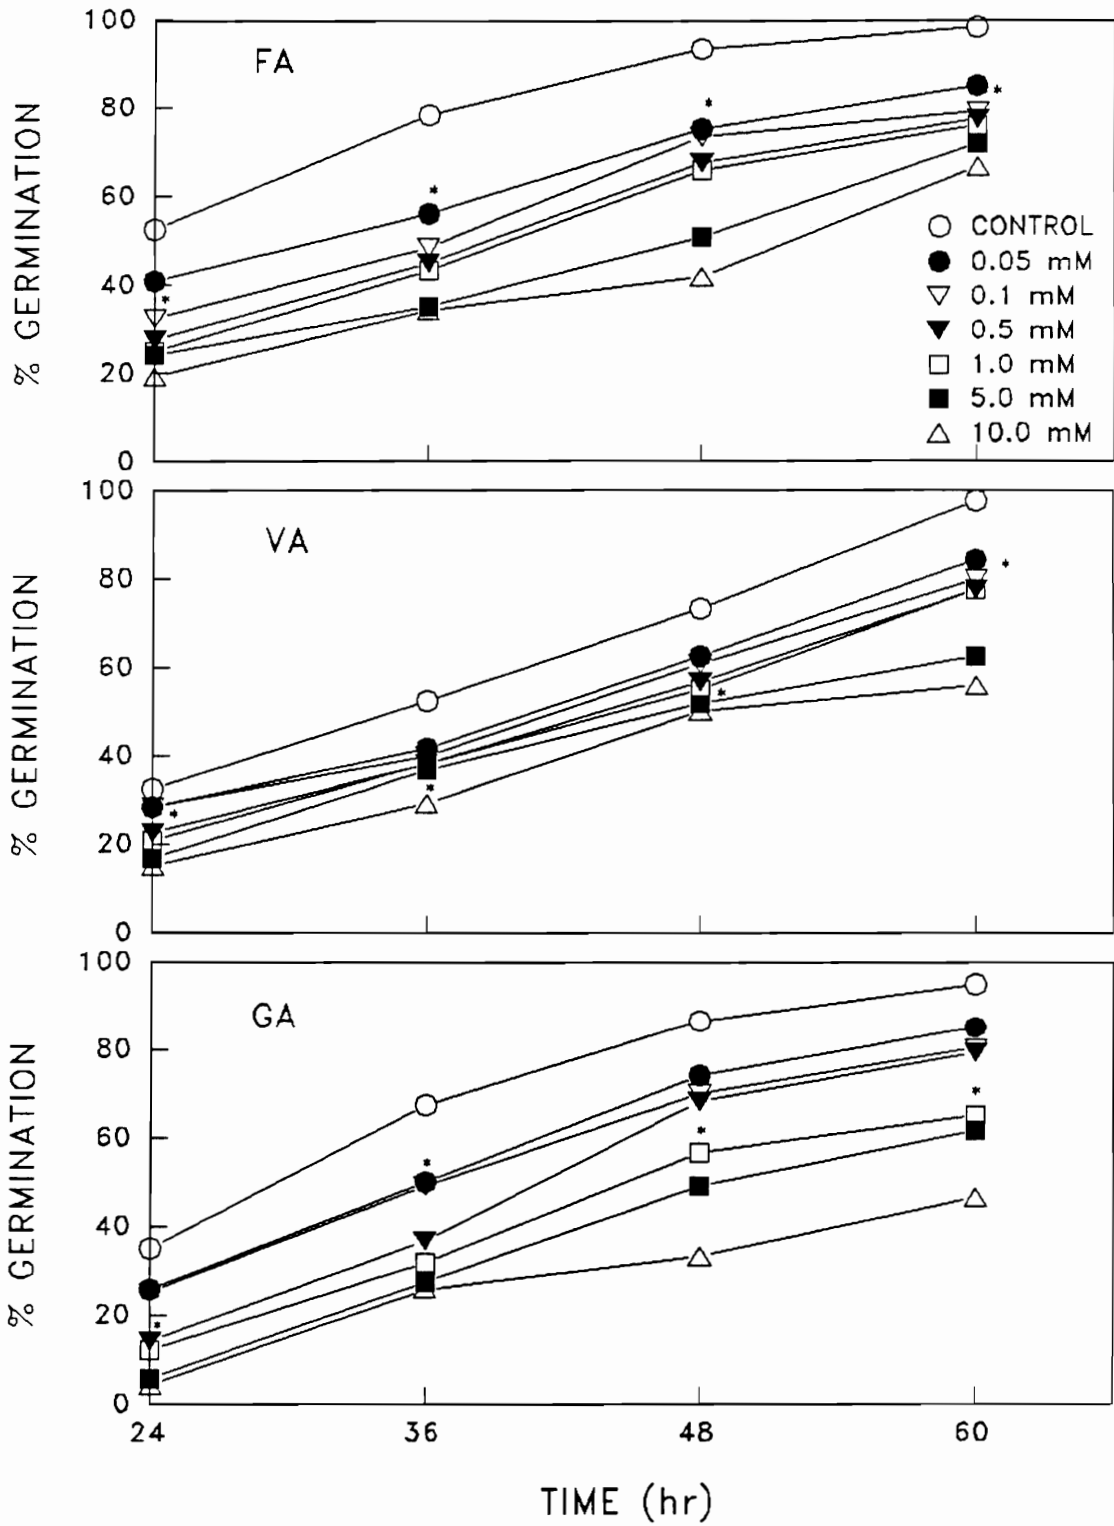 100
80
60
40
20
0
% GERMINATION
FA
*
*
*
*
CONTROL
0.05 mM
0.1 mM
0.5 mM
1.0 mM
5.0 mM
10.0 mM
100
80
60
40
20
0
% GERMINATION
VA
*
*
*
*
100
80
60
40
20
0
% GERMINATION
GA
*
*
*
*
24 36 48 60
TIME (hr)